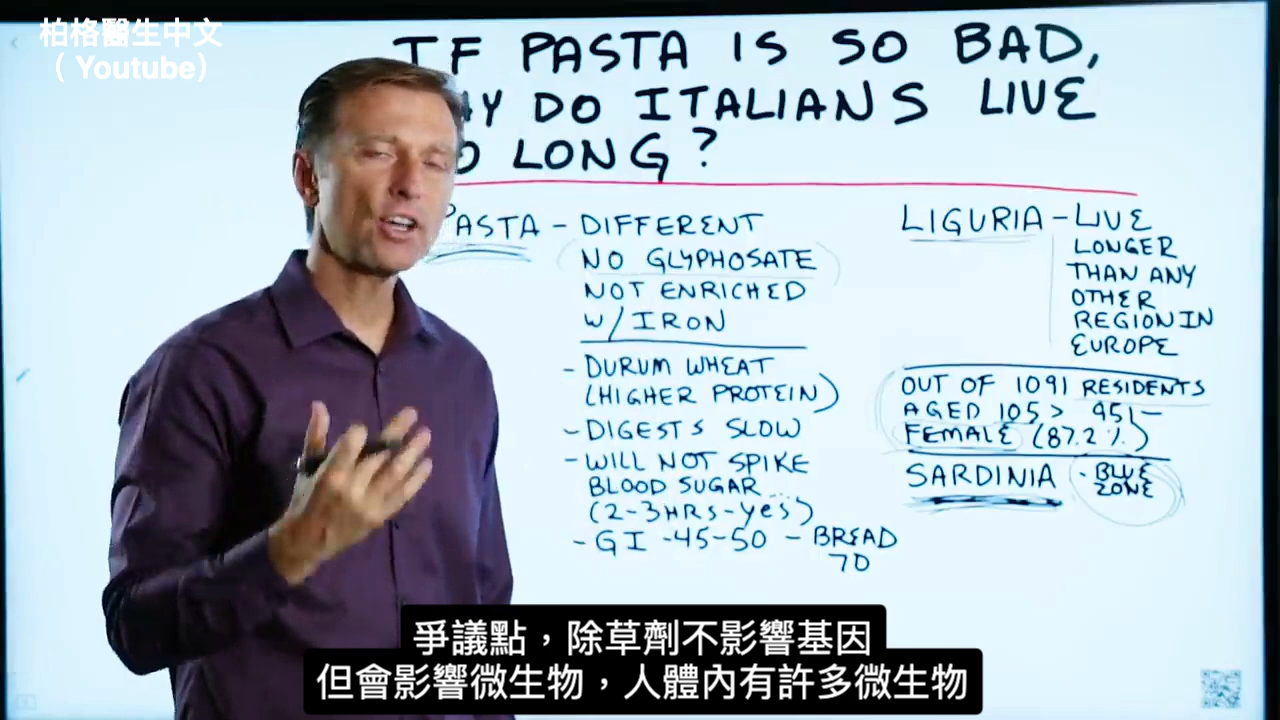 柏格醫生中文
( Youtube)
IF PASTA IS SO BAD,
DO ITALIANS LIVE
LONG?
PASTA - DIFFERENT
NO GLYPHOSATE
NOT ENRICHED
W/IRON
- DURUM WHEAT
(HIGHER PROTEIN)
- DIGESTS SLOW
- WILL NOT SPIKE
BLOOD SUGAR...
(2-3HRS-yes)
- GI -45-50 - BREAD
70
LIGURIA - LIVE
LONGER
THAN ANY
OTHER
REGION IN
EUROPE
OUT OF 1091 RESIDENTS
AGED 105> 951-
FEMALE (87.2%)
SARDINIA - BLUE
ZONE
爭議點，除草劑不影響基因
但會影響微生物，人體內有許多微生物